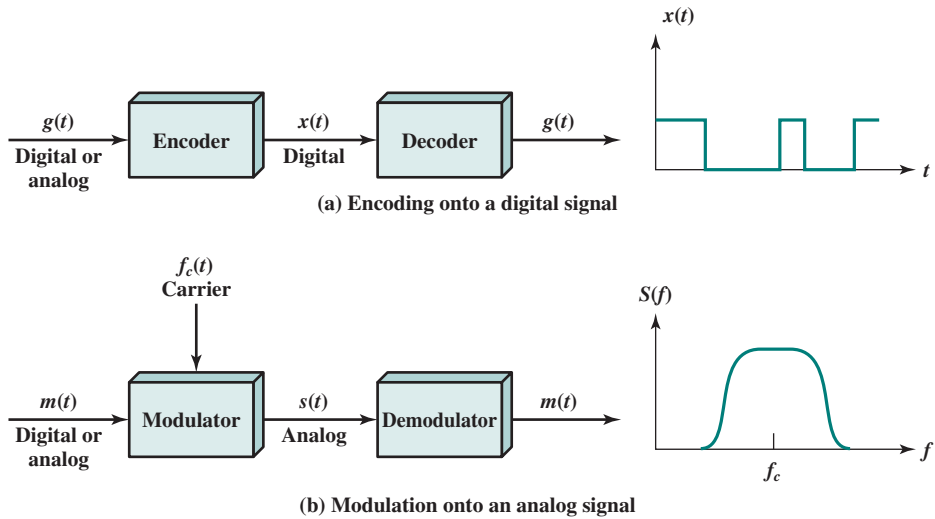 x(t)
g(t)
Digital or
analog
Encoder
x(t)
Digital
Decoder
g(t)
t
(a) Encoding onto a digital signal
f_c(t)
Carrier
S(f)
m(t)
Digital or
analog
Modulator
s(t)
Analog
Demodulator
m(t)
f_c
f
(b) Modulation onto an analog signal